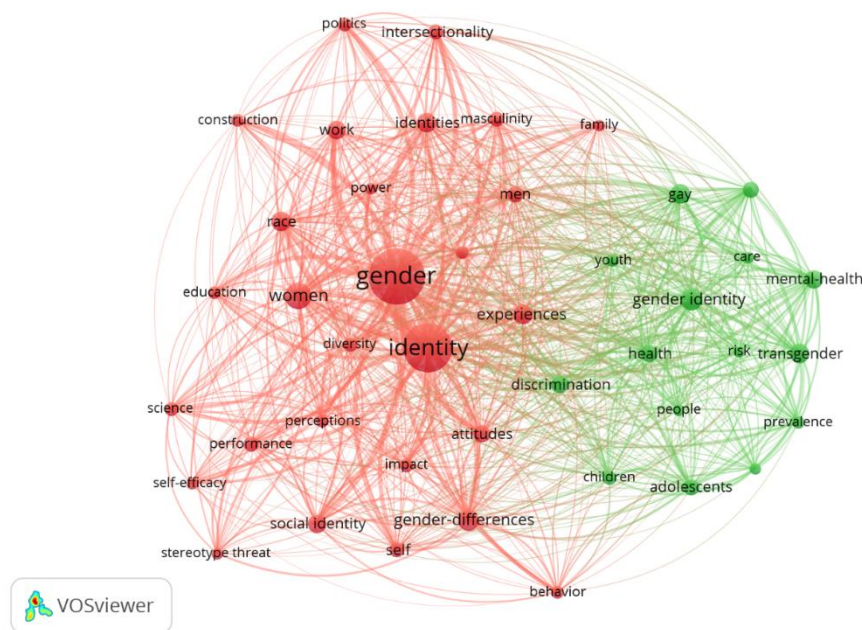 politics
intersectionality
construction
work
identities
masculinity
family
power
men
gay
race
youth
care
gender
mental-health
education
women
gender identity
experiences
diversity
identity
health
risk
transgender
discrimination
science
perceptions
people
performance
attitudes
prevalence
impact
self-efficacy
children
adolescents
social identity
gender-differences
stereotype threat
self
behavior
VOSviewer